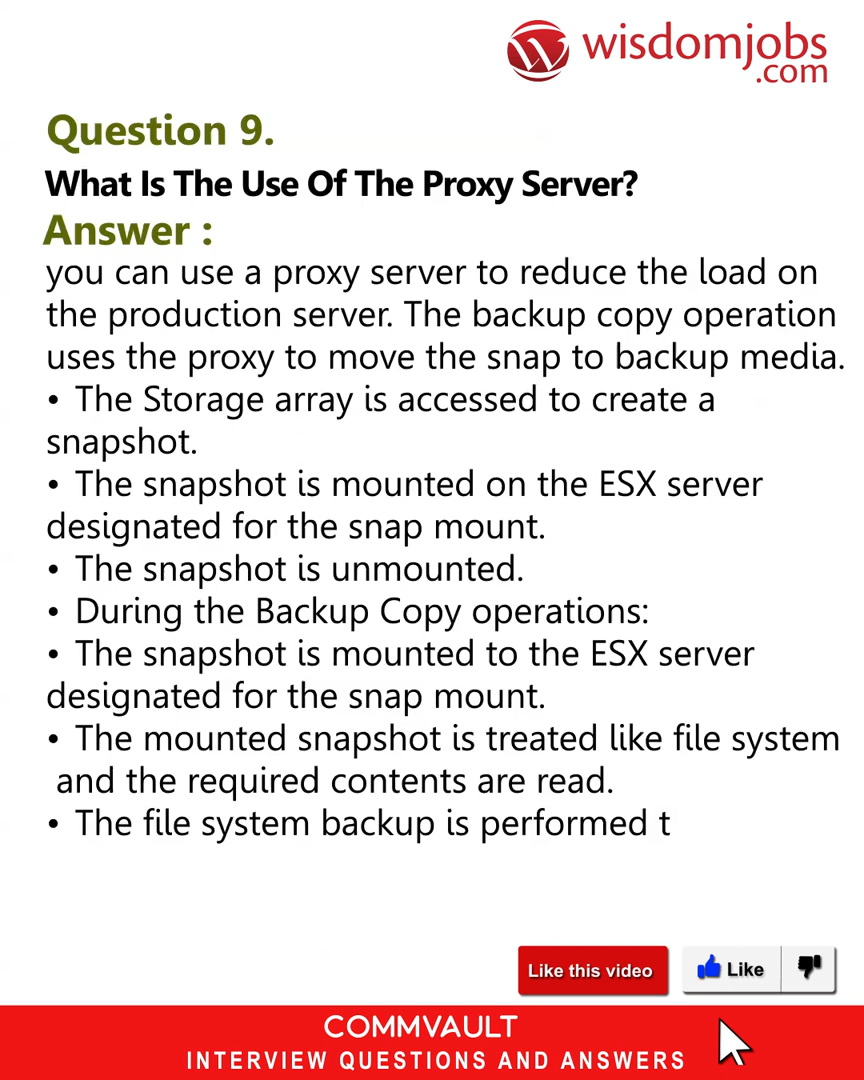 wisdomjobs
.com
Question 9.
What Is The Use Of The Proxy Server?
Answer :
you can use a proxy server to reduce the load on
the production server. The backup copy operation
uses the proxy to move the snap to backup media.
• The Storage array is accessed to create a
snapshot.
• The snapshot is mounted on the ESX server
designated for the snap mount.
• The snapshot is unmounted.
• During the Backup Copy operations:
• The snapshot is mounted to the ESX server
designated for the snap mount.
• The mounted snapshot is treated like file system
and the required contents are read.
• The file system backup is performed t
Like this video
Like
COMMVAULT
INTERVIEW QUESTIONS AND ANSWERS